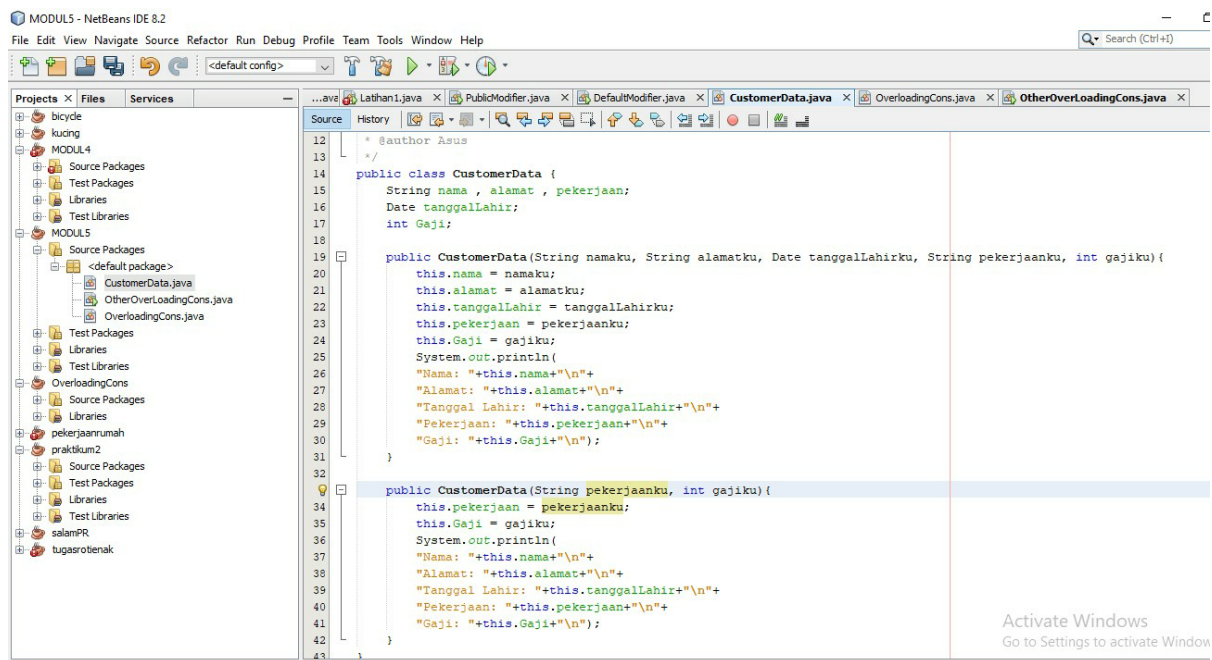 MODUL5 - NetBeans IDE 8.2
File Edit View Navigate Source Refactor Run Debug Profile Team Tools Window Help
Search (Ctrl+I)
<default config>
Projects Files Services
...ava Latihan1.java PublicModifier.java DefaultModifier.java CustomerData.java OverloadingCons.java OtherOverLoadingCons.java
Source History
bicycle
kucing
MODUL4
Source Packages
Test Packages
Libraries
Test Libraries
MODUL5
Source Packages
<default package>
CustomerData.java
OtherOverLoadingCons.java
OverloadingCons.java
Test Packages
Libraries
Test Libraries
OverloadingCons
Source Packages
Libraries
pekerjaanrumah
praktikum2
Source Packages
Test Packages
Libraries
Test Libraries
salamPR
tugasrotienak
12 * @author Asus
13 */
14 public class CustomerData {
15 String nama , alamat , pekerjaan;
16 Date tanggalLahir;
17 int Gaji;
18
19 public CustomerData(String namaku, String alamatku, Date tanggalLahirku, String pekerjaanku, int gajiku){
20 this.nama = namaku;
21 this.alamat = alamatku;
22 this.tanggalLahir = tanggalLahirku;
23 this.pekerjaan = pekerjaanku;
24 this.Gaji = gajiku;
25 System.out.println(
26 "Nama: "+this.nama+"\n"+
27 "Alamat: "+this.alamat+"\n"+
28 "Tanggal Lahir: "+this.tanggalLahir+"\n"+
29 "Pekerjaan: "+this.pekerjaan+"\n"+
30 "Gaji: "+this.Gaji+"\n");
31 }
32
public CustomerData(String pekerjaanku, int gajiku){
34 this.pekerjaan = pekerjaanku;
35 this.Gaji = gajiku;
36 System.out.println(
37 "Nama: "+this.nama+"\n"+
38 "Alamat: "+this.alamat+"\n"+
39 "Tanggal Lahir: "+this.tanggalLahir+"\n"+
40 "Pekerjaan: "+this.pekerjaan+"\n"+
41 "Gaji: "+this.Gaji+"\n");
42 }
43 }
Activate Windows
Go to Settings to activate Window